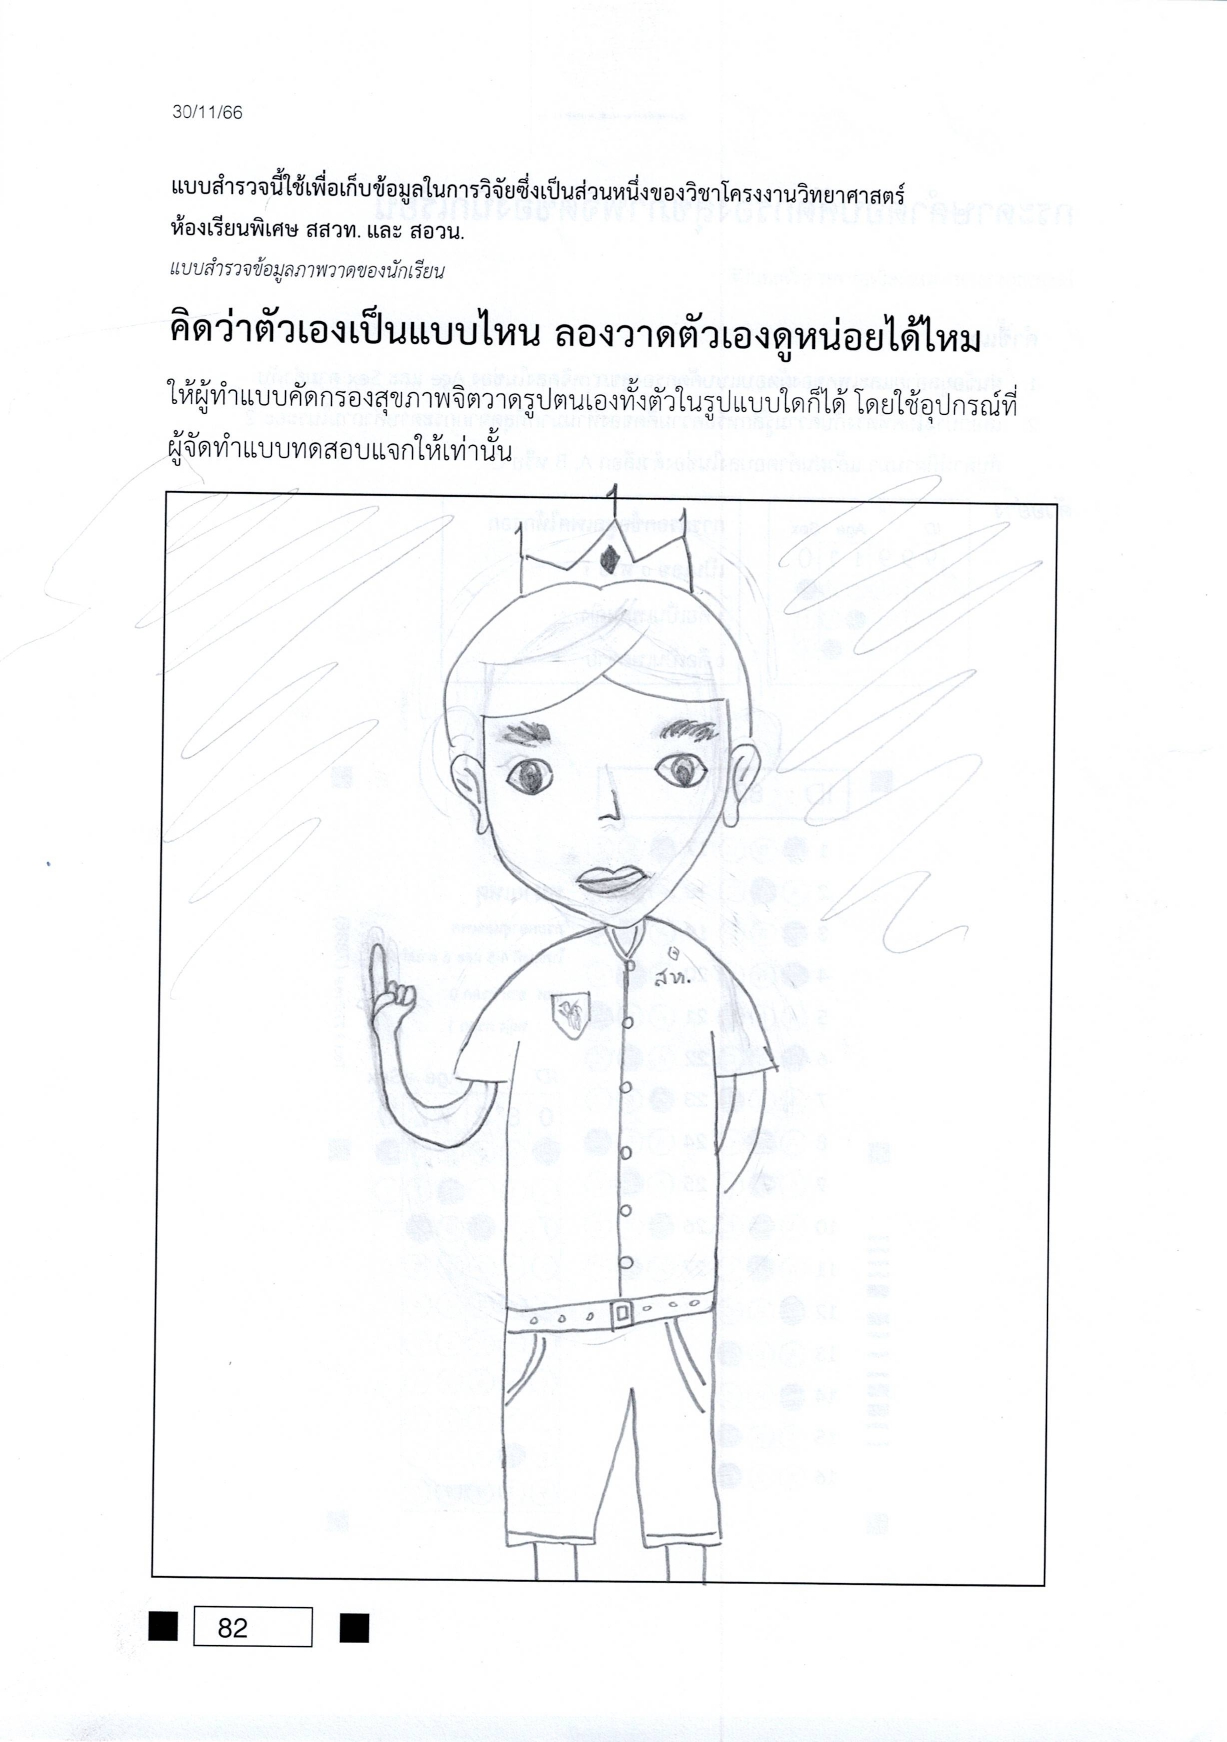 30/11/66
แบบสำรวจนี้ใช้เพื่อเก็บข้อมูลในการวิจัยซึ่งเป็นส่วนหนึ่งของวิชาโครงงานวิทยาศาสตร์
ห้องเรียนพิเศษ สสวท. และ สอวน.
แบบสำรวจข้อมูลภาพวาดของนักเรียน
คิดว่าตัวเองเป็นแบบไหน ลองวาดตัวเองดูหน่อยได้ไหม
ให้ผู้ทำแบบคัดกรองสุขภาพจิตวาดรูปตนเองทั้งตัวในรูปแบบใดก็ได้ โดยใช้อุปกรณ์ที่
ผู้จัดทำแบบทดสอบแจกให้เท่านั้น
สห.
82